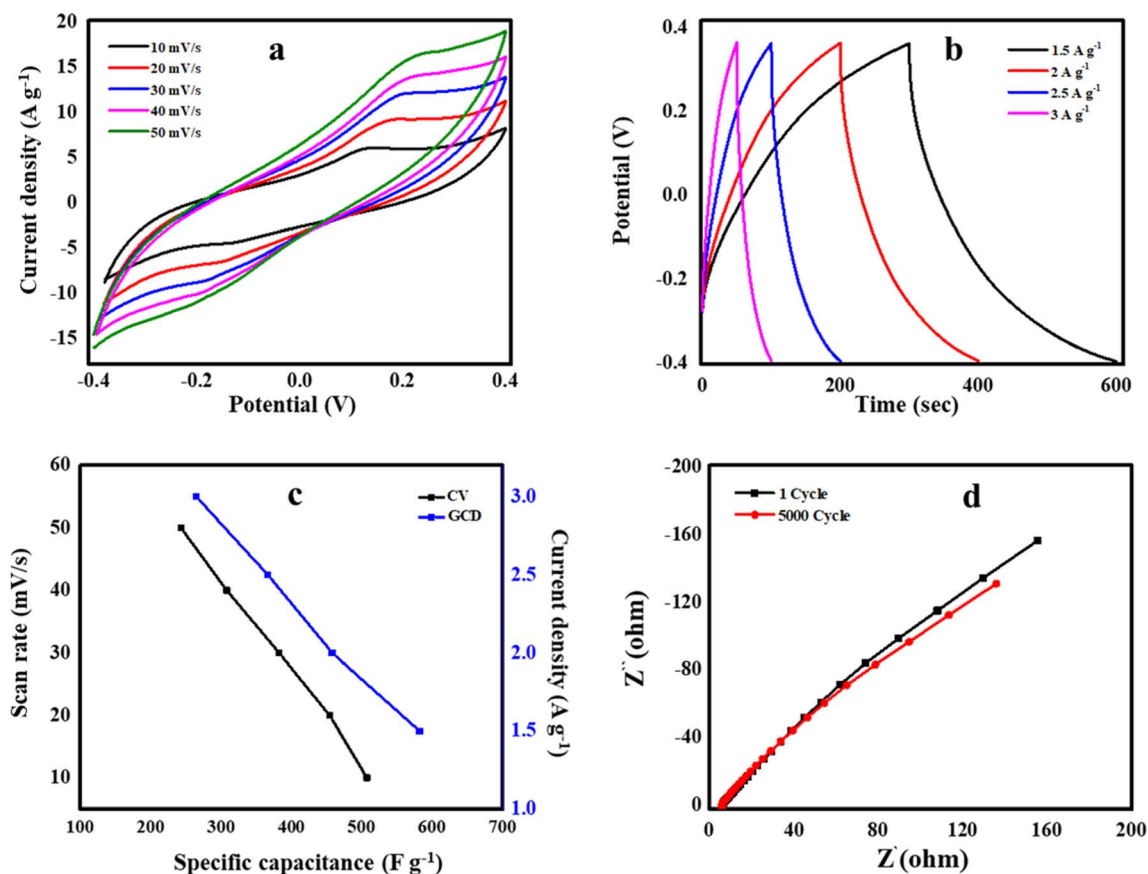 a
10 mV/s
20 mV/s
30 mV/s
40 mV/s
50 mV/s
20
15
10
5
0
-5
-10
-15
Current density (A g⁻¹)
-0.4
-0.2
0.0
0.2
0.4
Potential (V)
b
1.5 A g⁻¹
2 A g⁻¹
2.5 A g⁻¹
3 A g⁻¹
0.4
0.2
0.0
-0.2
-0.4
Potential (V)
0
200
400
600
Time (sec)
c
CV
GCD
60
50
40
30
20
10
Scan rate (mV/s)
3.0
2.5
2.0
1.5
1.0
Current density (A g⁻¹)
100
200
300
400
500
600
700
Specific capacitance (F g⁻¹)
d
1 Cycle
5000 Cycle
-200
-160
-120
-80
-40
0
Z`` (ohm)
0
40
80
120
160
200
Z` (ohm)